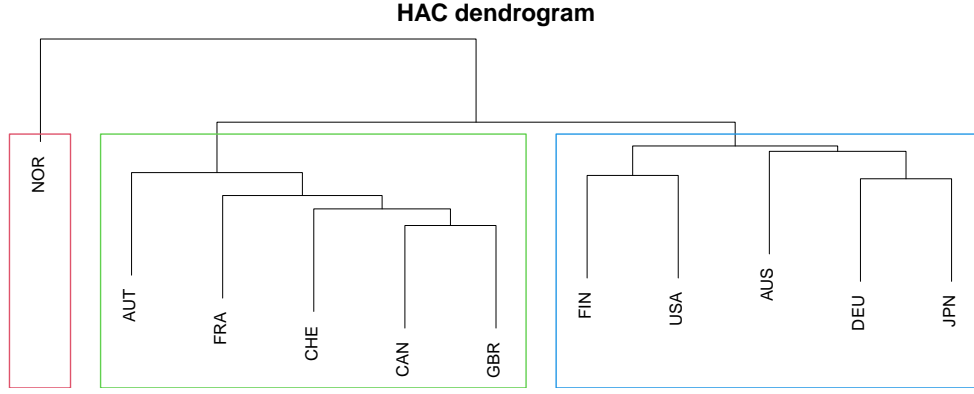 HAC dendrogram
NOR
AUT
FRA
CHE
CAN
GBR
FIN
USA
AUS
DEU
JPN